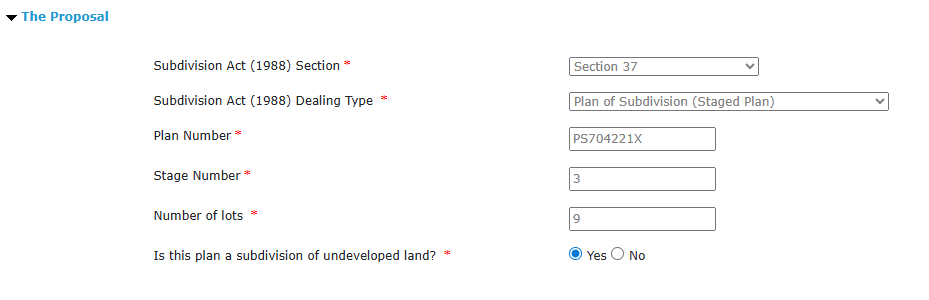 The Proposal
Subdivision Act (1988) Section * Section 37
Subdivision Act (1988) Dealing Type * Plan of Subdivision (Staged Plan)
Plan Number * PS704221X
Stage Number * 3
Number of lots * 9
Is this plan a subdivision of undeveloped land? * Yes No